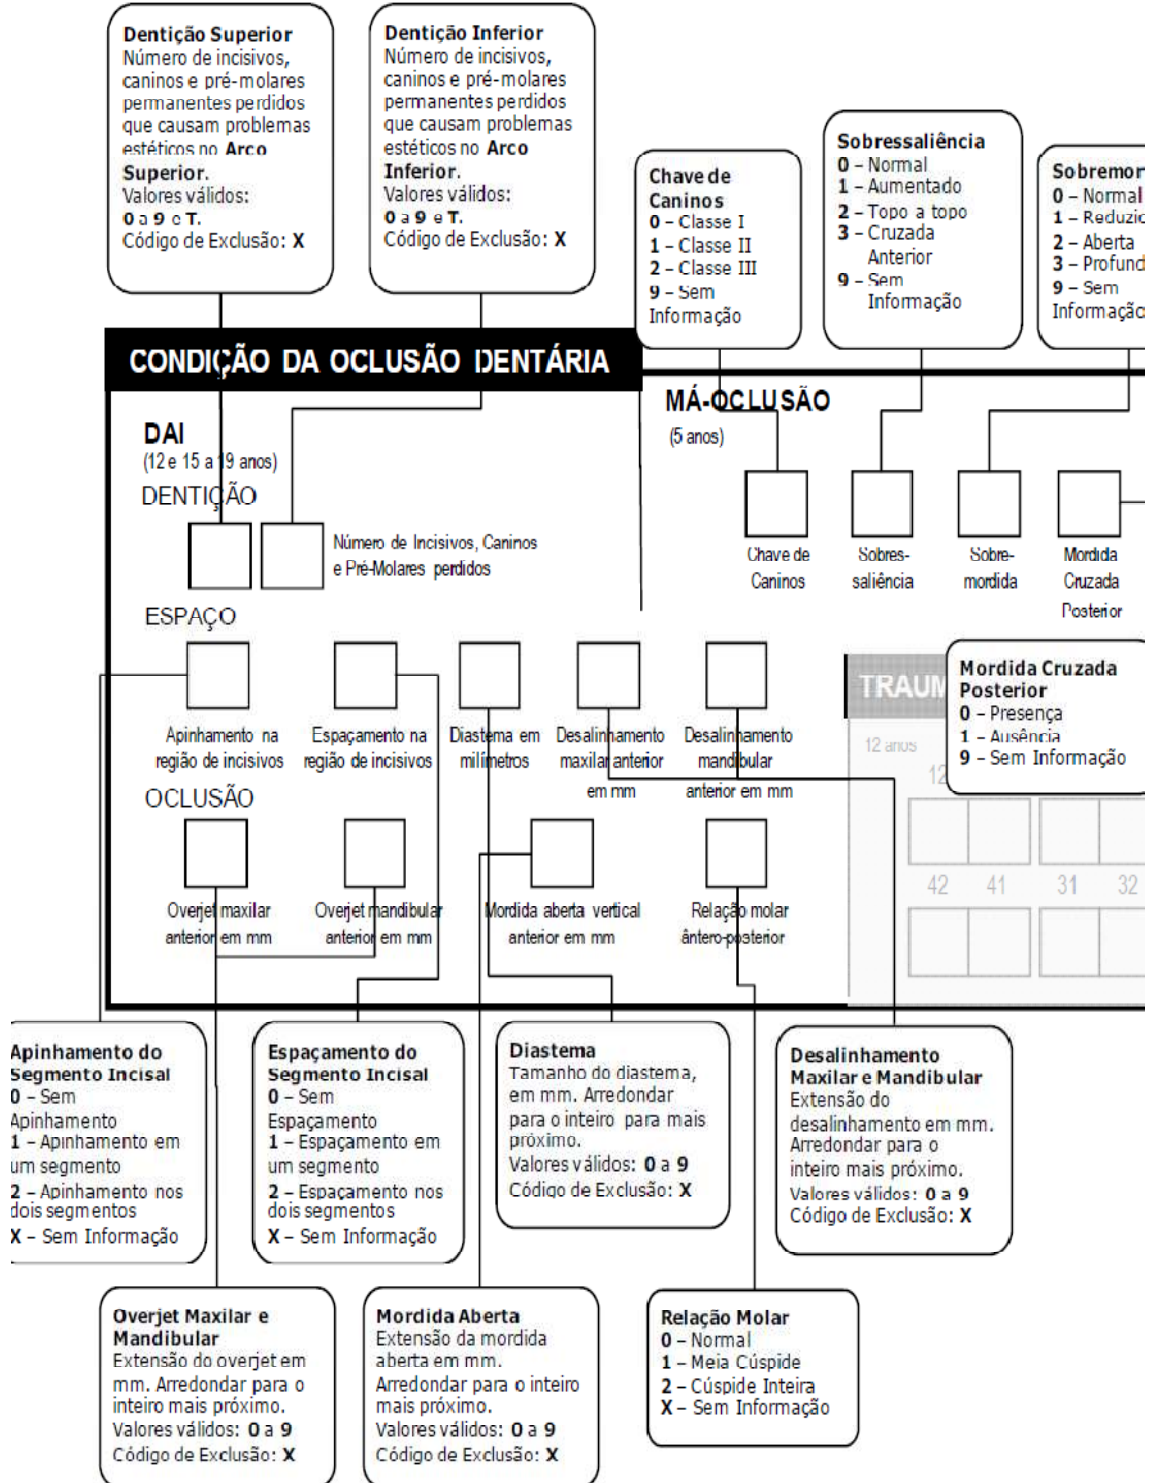 Dentição Superior
Número de incisivos,
caninos e pré-molares
permanentes perdidos
que causam problemas
estéticos no Arco
Superior.
Valores válidos:
0 a 9 e T.
Código de Exclusão: X
Dentição Inferior
Número de incisivos,
caninos e pré-molares
permanentes perdidos
que causam problemas
estéticos no Arco
Inferior.
Valores válidos:
0 a 9 e T.
Código de Exclusão: X
Chave de
Caninos
0 – Classe I
1 – Classe II
2 – Classe III
9 – Sem
Informação
Sobressaliência
0 – Normal
1 – Aumentado
2 – Topo a topo
3 – Cruzada
Anterior
9 – Sem
Informação
Sobremor
0 – Normal
1 – Reduzid
2 – Aberta
3 – Profund
9 – Sem
Informação
CONDIÇÃO DA OCLUSÃO DENTÁRIA
DAI
(12 e 15 a 19 anos)
DENTIÇÃO
Número de Incisivos, Caninos
e Pré-Molares perdidos
MÁ-OCLUSÃO
(5 anos)
Chave de
Caninos
Sobres-
saliência
Sobre-
mordida
Mordida
Cruzada
Posterior
ESPAÇO
Apinhamento na
região de incisivos
Espaçamento na
região de incisivos
Diastema em
milímetros
Desalinhamento
maxilar anterior
em mm
Desalinhamento
mandibular
anterior em mm
TRAUM
12 anos
12
42 41 31 32
Mordida Cruzada
Posterior
0 – Presença
1 – Ausência
9 – Sem Informação
OCLUSÃO
Overjet maxilar
anterior em mm
Overjet mandibular
anterior em mm
Mordida aberta vertical
anterior em mm
Relação molar
ântero-posterior
Apinhamento do
Segmento Incisal
0 – Sem
Apinhamento
1 – Apinhamento em
um segmento
2 – Apinhamento nos
dois segmentos
X – Sem Informação
Espaçamento do
Segmento Incisal
0 – Sem
Espaçamento
1 – Espaçamento em
um segmento
2 – Espaçamento nos
dois segmentos
X – Sem Informação
Diastema
Tamanho do diastema,
em mm. Arredondar
para o inteiro para mais
próximo.
Valores válidos: 0 a 9
Código de Exclusão: X
Desalinhamento
Maxilar e Mandibular
Extensão do
desalinhamento em mm.
Arredondar para o
inteiro mais próximo.
Valores válidos: 0 a 9
Código de Exclusão: X
Overjet Maxilar e
Mandibular
Extensão do overjet em
mm. Arredondar para o
inteiro mais próximo.
Valores válidos: 0 a 9
Código de Exclusão: X
Mordida Aberta
Extensão da mordida
aberta em mm.
Arredondar para o inteiro
mais próximo.
Valores válidos: 0 a 9
Código de Exclusão: X
Relação Molar
0 – Normal
1 – Meia Cúspide
2 – Cúspide Inteira
X – Sem Informação